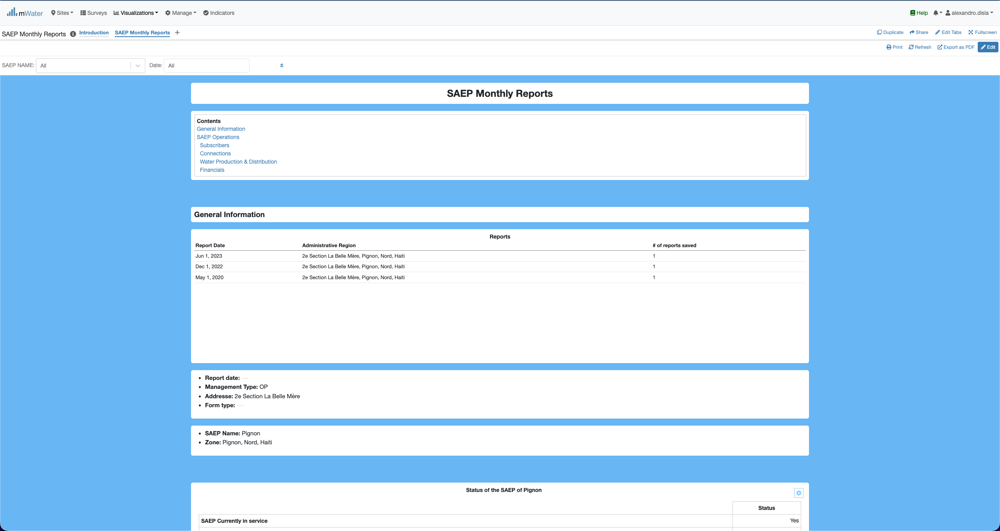 mWater Sites Surveys Visualizations Manage Indicators Help alexandro.disla
SAEP Monthly Reports Introduction SAEP Monthly Reports + Duplicate Share Edit Tabs Fullscreen
Print Refresh Export as PDF Edit
SAEP NAME: All Date: All
SAEP Monthly Reports
Contents
General Information
SAEP Operations
Subscribers
Connections
Water Production & Distribution
Financials
General Information
Reports
Report Date Administrative Region # of reports saved
Jun 1, 2023 2e Section La Belle Mère, Pignon, Nord, Haiti 1
Dec 1, 2022 2e Section La Belle Mère, Pignon, Nord, Haiti 1
May 1, 2020 2e Section La Belle Mère, Pignon, Nord, Haiti 1
• Report date: ---
• Management Type: OP
• Addresse: 2e Section La Belle Mère
• Form type: ---
• SAEP Name: Pignon
• Zone: Pignon, Nord, Haiti
Status of the SAEP of Pignon
Status
SAEP Currently in service Yes